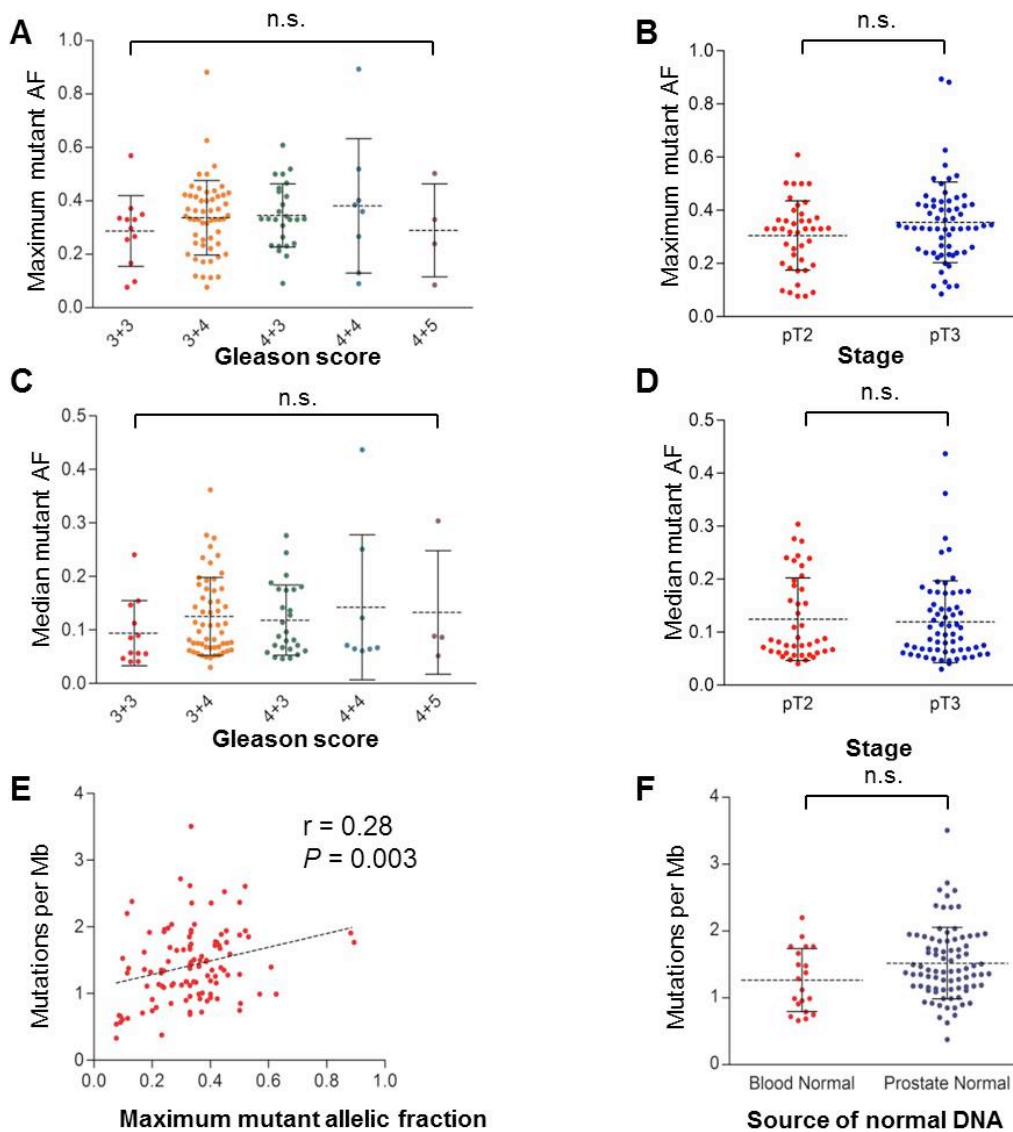 A
n.s.
Maximum mutant AF
1.0
0.8
0.6
0.4
0.2
0.0
3+3
3+4
4+3
4+4
4+5
Gleason score
B
n.s.
Maximum mutant AF
1.0
0.8
0.6
0.4
0.2
0.0
pT2
pT3
Stage
C
n.s.
Median mutant AF
0.5
0.4
0.3
0.2
0.1
0.0
3+3
3+4
4+3
4+4
4+5
Gleason score
D
n.s.
Median mutant AF
0.5
0.4
0.3
0.2
0.1
0.0
pT2
pT3
Stage
E
r = 0.28
P = 0.003
Mutations per Mb
4
3
2
1
0
0.0
0.2
0.4
0.6
0.8
1.0
Maximum mutant allelic fraction
F
n.s.
Mutations per Mb
4
3
2
1
0
Blood Normal
Prostate Normal
Source of normal DNA